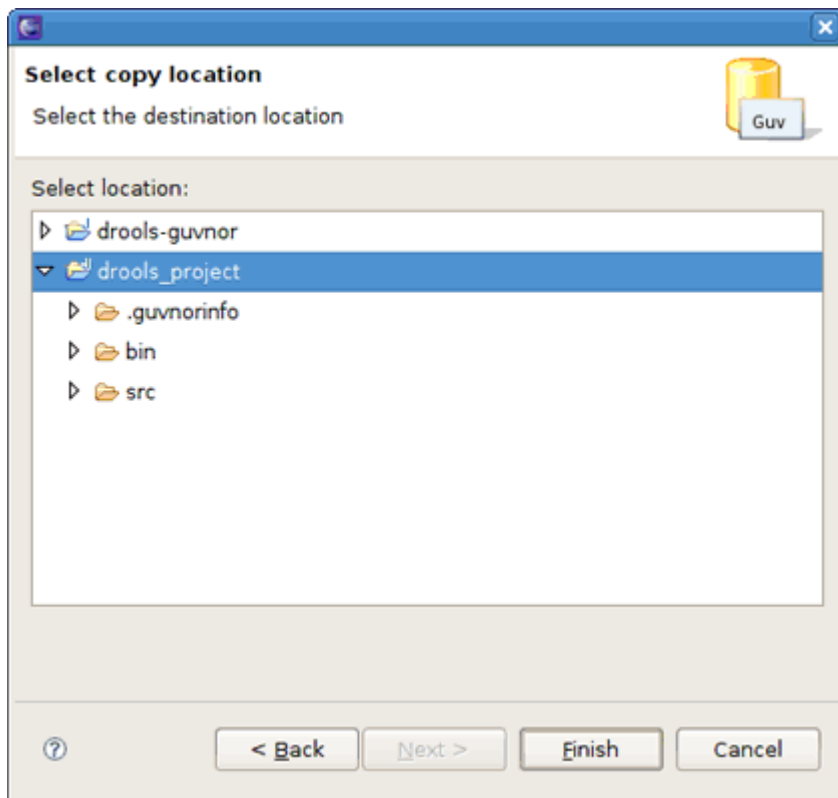 Select copy location
Select the destination location
Guv
Select location:
drools-guvnor
drools_project
.guvnorinfo
bin
src
< Back Next > Finish Cancel